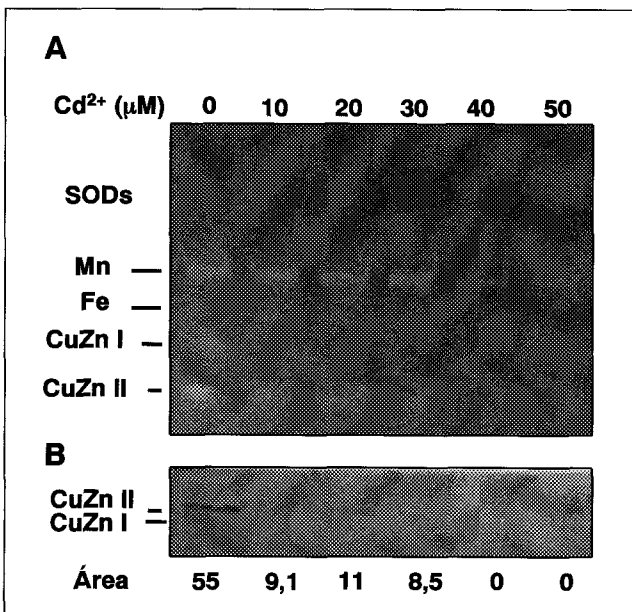 A
Cd²⁺ (μM) 0 10 20 30 40 50
SODs
Mn
Fe
CuZn I
CuZn II
B
CuZn II
CuZn I
Área 55 9,1 11 8,5 0 0